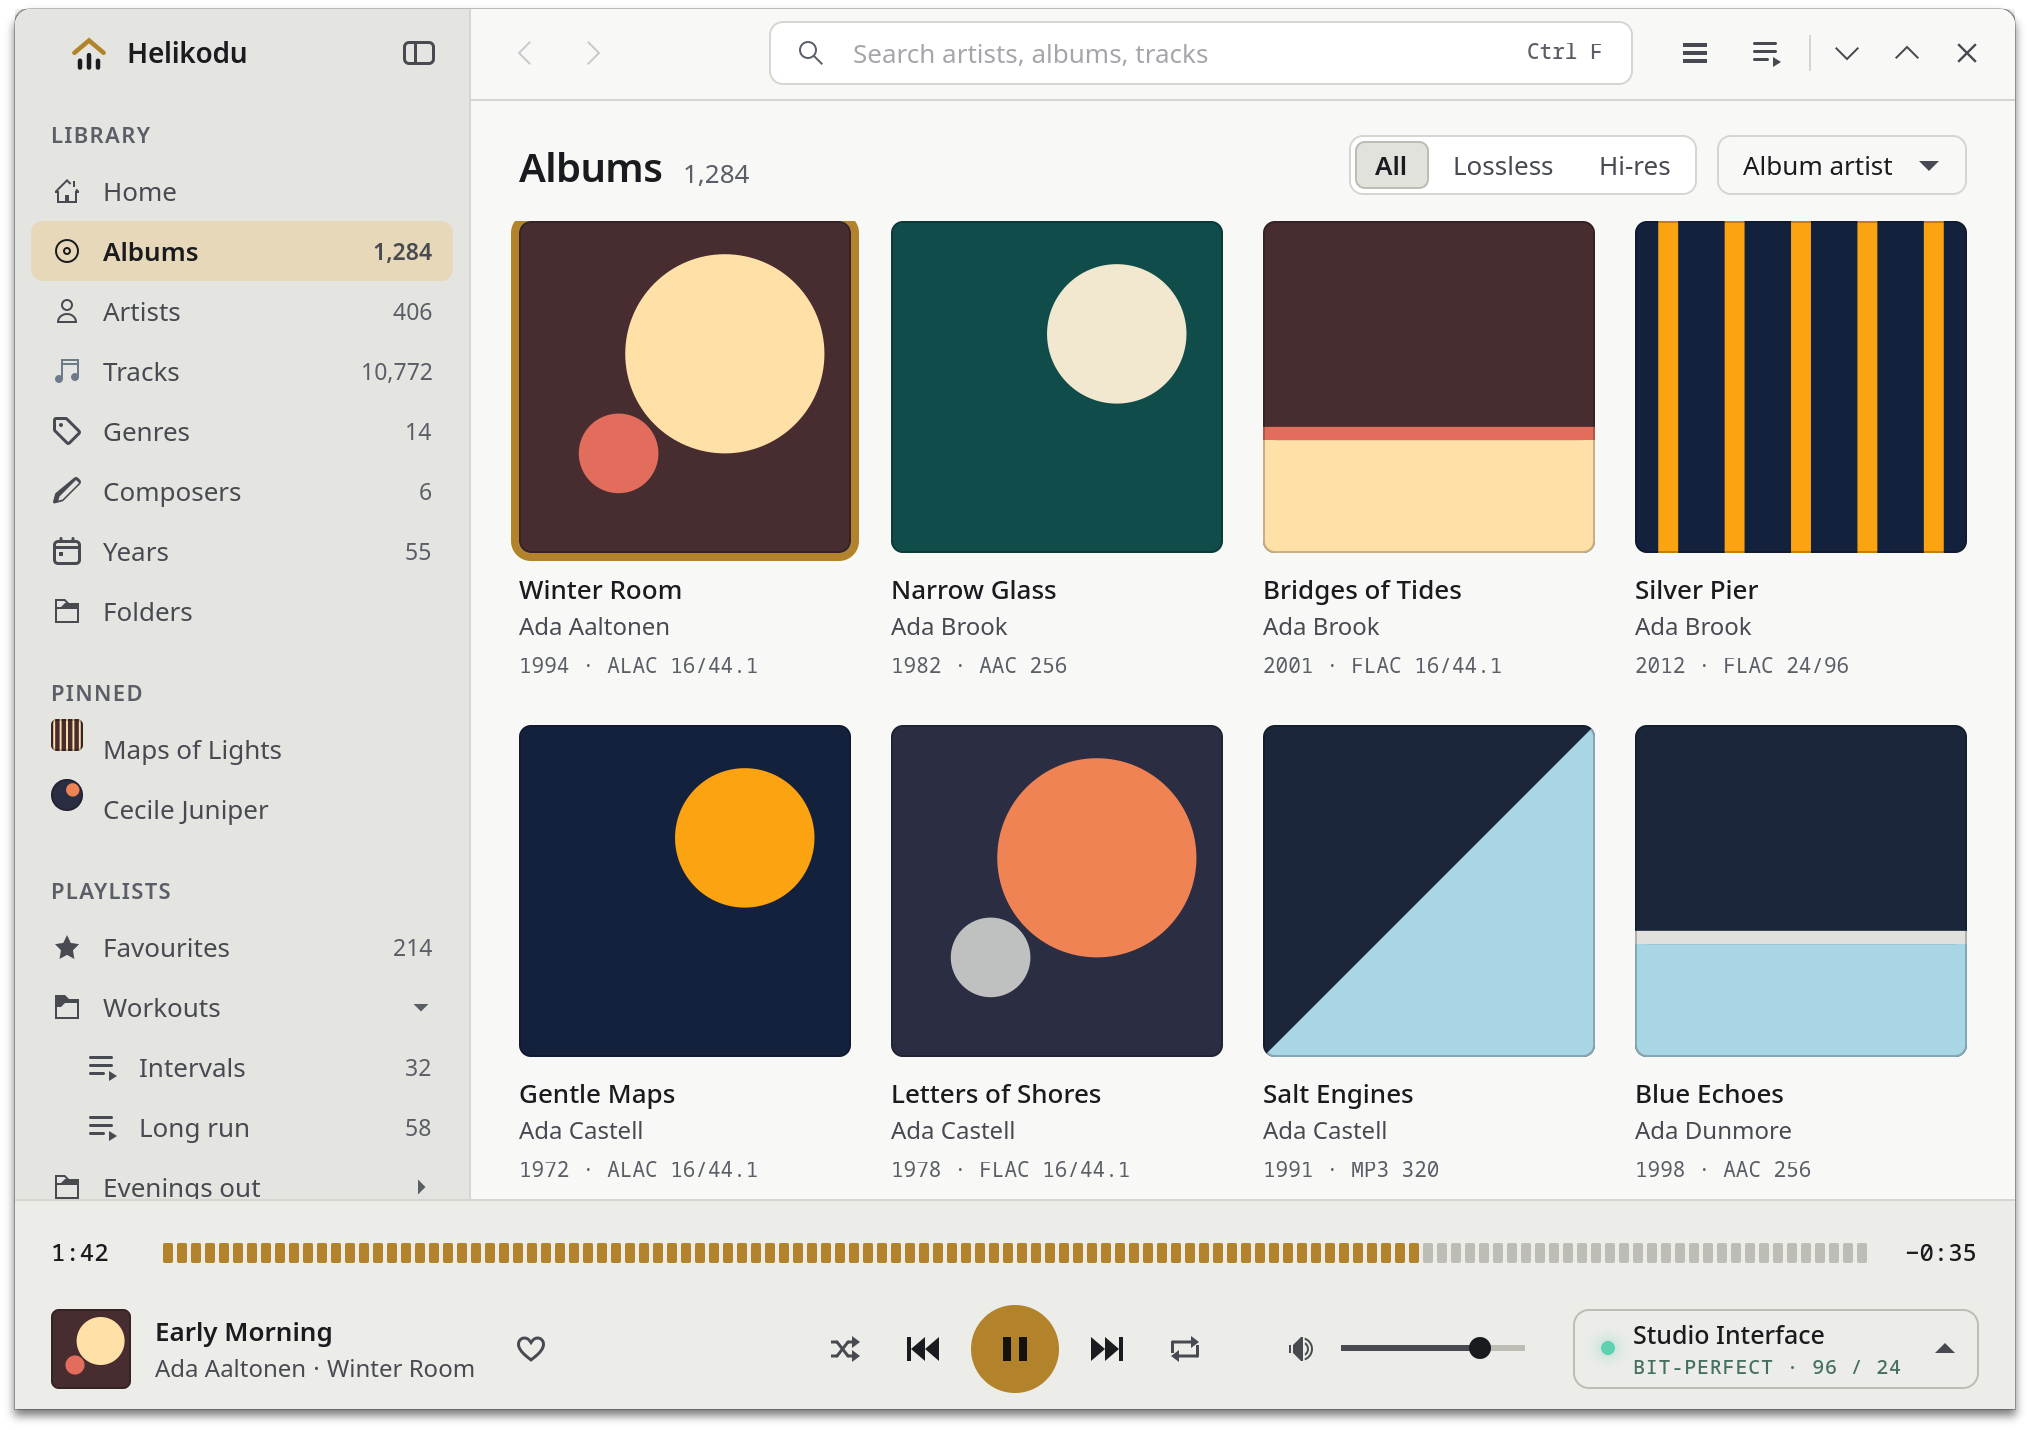 Helikodu
Search artists, albums, tracks
Ctrl F
LIBRARY
Home
Albums 1,284
Artists 406
Tracks 10,772
Genres 14
Composers 6
Years 55
Folders
PINNED
Maps of Lights
Cecile Juniper
PLAYLISTS
Favourites 214
Workouts
Intervals 32
Long run 58
Evenings out
Albums 1,284
All Lossless Hi-res
Album artist
Winter Room
Ada Aaltonen
1994 · ALAC 16/44.1
Narrow Glass
Ada Brook
1982 · AAC 256
Bridges of Tides
Ada Brook
2001 · FLAC 16/44.1
Silver Pier
Ada Brook
2012 · FLAC 24/96
Gentle Maps
Ada Castell
1972 · ALAC 16/44.1
Letters of Shores
Ada Castell
1978 · FLAC 16/44.1
Salt Engines
Ada Castell
1991 · MP3 320
Blue Echoes
Ada Dunmore
1998 · AAC 256
1:42
−0:35
Early Morning
Ada Aaltonen · Winter Room
Studio Interface
BIT-PERFECT · 96 / 24